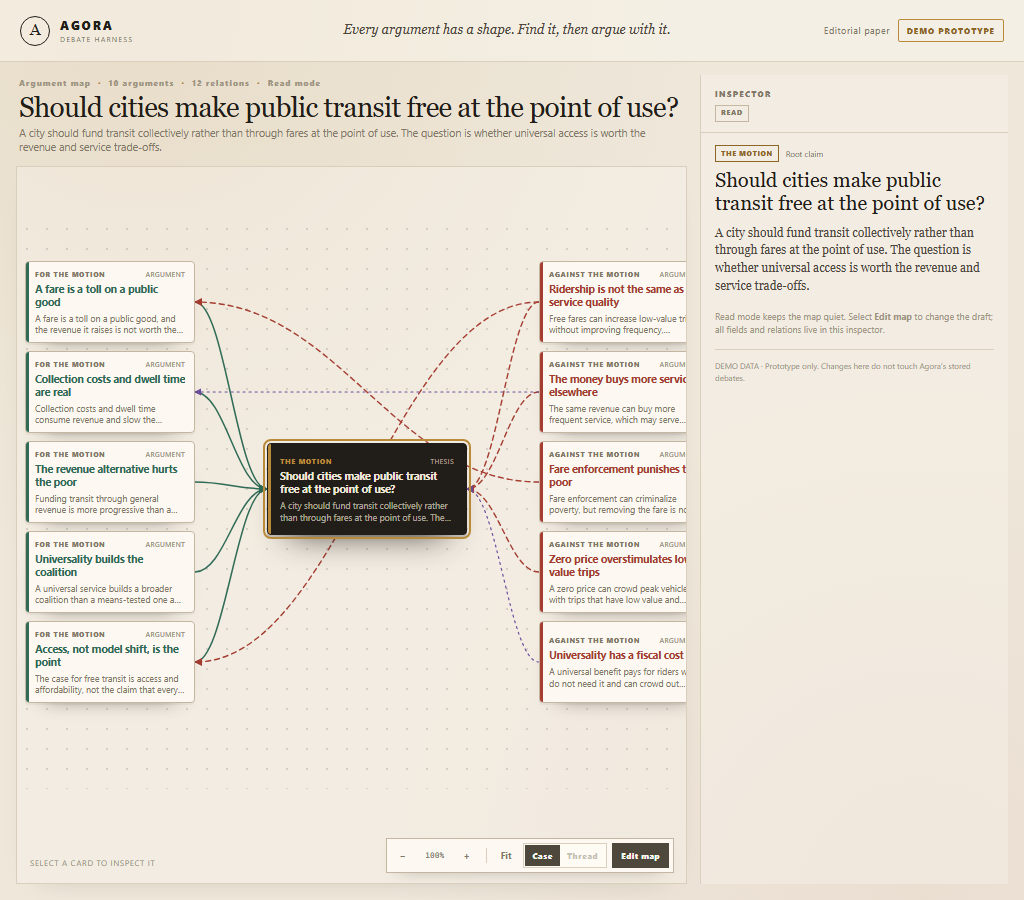 A
AGORA
DEBATE HARNESS
Every argument has a shape. Find it, then argue with it.
Editorial paper
DEMO PROTOTYPE
Argument map • 10 arguments • 12 relations • Read mode
Should cities make public transit free at the point of use?
A city should fund transit collectively rather than through fares at the point of use. The question is whether universal access is worth the
revenue and service trade-offs.
FOR THE MOTION ARGUMENT
A fare is a toll on a public
good
A fare is a toll on a public good, and
the revenue it raises is not worth the...
FOR THE MOTION ARGUMENT
Collection costs and dwell time
are real
Collection costs and dwell time
consume revenue and slow the...
FOR THE MOTION ARGUMENT
The revenue alternative hurts
the poor
Funding transit through general
revenue is more progressive than a...
FOR THE MOTION ARGUMENT
Universality builds the
coalition
A universal service builds a broader
coalition than a means-tested one a...
FOR THE MOTION ARGUMENT
Access, not model shift, is the
point
The case for free transit is access and
affordability, not the claim that every...
THE MOTION THESIS
Should cities make public transit
free at the point of use?
A city should fund transit collectively rather
than through fares at the point of use. The...
AGAINST THE MOTION ARGUM
Ridership is not the same as
service quality
Free fares can increase low-value tri
without improving frequency,...
AGAINST THE MOTION ARGUM
The money buys more servic
elsewhere
The same revenue can buy more
frequent service, which may serve...
AGAINST THE MOTION ARGUM
Fare enforcement punishes t
poor
Fare enforcement can criminalize
poverty, but removing the fare is no
AGAINST THE MOTION ARGUM
Zero price overstimulates lo
value trips
A zero price can crowd peak vehicle
with trips that have low value and...
AGAINST THE MOTION ARGUM
Universality has a fiscal cost
A universal benefit pays for riders w
do not need it and can crowd out...
SELECT A CARD TO INSPECT IT
− 100% + Fit Case Thread Edit map
INSPECTOR
READ
THE MOTION Root claim
Should cities make public
transit free at the point of use?
A city should fund transit collectively rather than
through fares at the point of use. The question is
whether universal access is worth the revenue and
service trade-offs.
Read mode keeps the map quiet. Select Edit map to change the draft;
all fields and relations live in this inspector.
DEMO DATA · Prototype only. Changes here do not touch Agora's stored
debates.